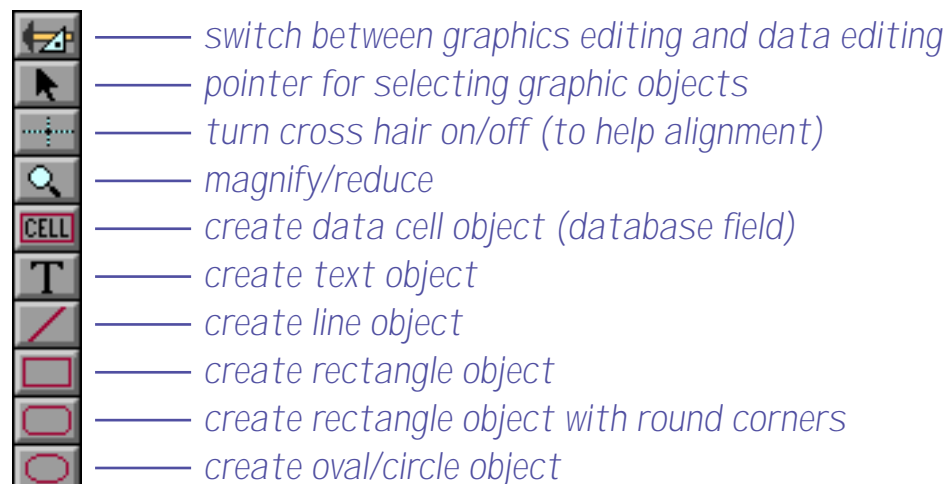 switch between graphics editing and data editing
pointer for selecting graphic objects
turn cross hair on/off (to help alignment)
magnify/reduce
CELL create data cell object (database field)
T create text object
create line object
create rectangle object
create rectangle object with round corners
create oval/circle object